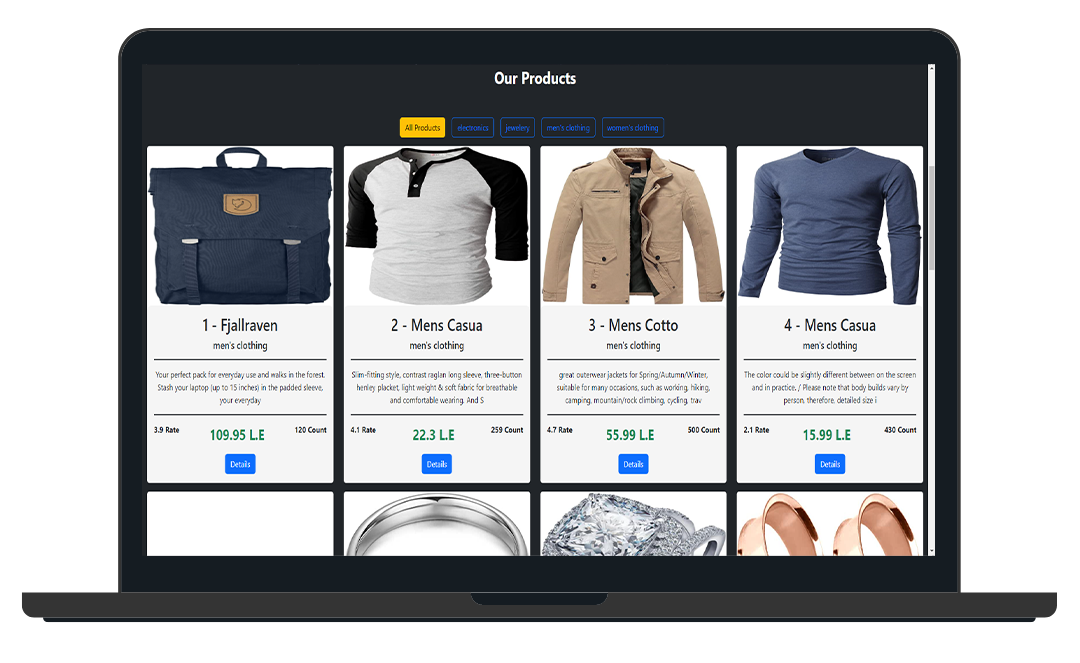 Our Products
All Products electronics jewelery men's clothing women's clothing
1 - Fjallraven
men's clothing
Your perfect pack for everyday use and walks in the forest.
Stash your laptop (up to 15 inches) in the padded sleeve,
your everyday
3.9 Rate 109.95 L.E 120 Count
Details
2 - Mens Casua
men's clothing
Slim-fitting style, contrast raglan long sleeve, three-button
henley placket, light weight & soft fabric for breathable
and comfortable wearing. And S
4.1 Rate 22.3 L.E 259 Count
Details
3 - Mens Cotto
men's clothing
great outerwear jackets for Spring/Autumn/Winter,
suitable for many occasions, such as working, hiking,
camping, mountain/rock climbing, cycling, trav
4.7 Rate 55.99 L.E 500 Count
Details
4 - Mens Casua
men's clothing
The color could be slightly different between on the screen
and in practice. / Please note that body builds vary by
person, therefore, detailed size i
2.1 Rate 15.99 L.E 430 Count
Details